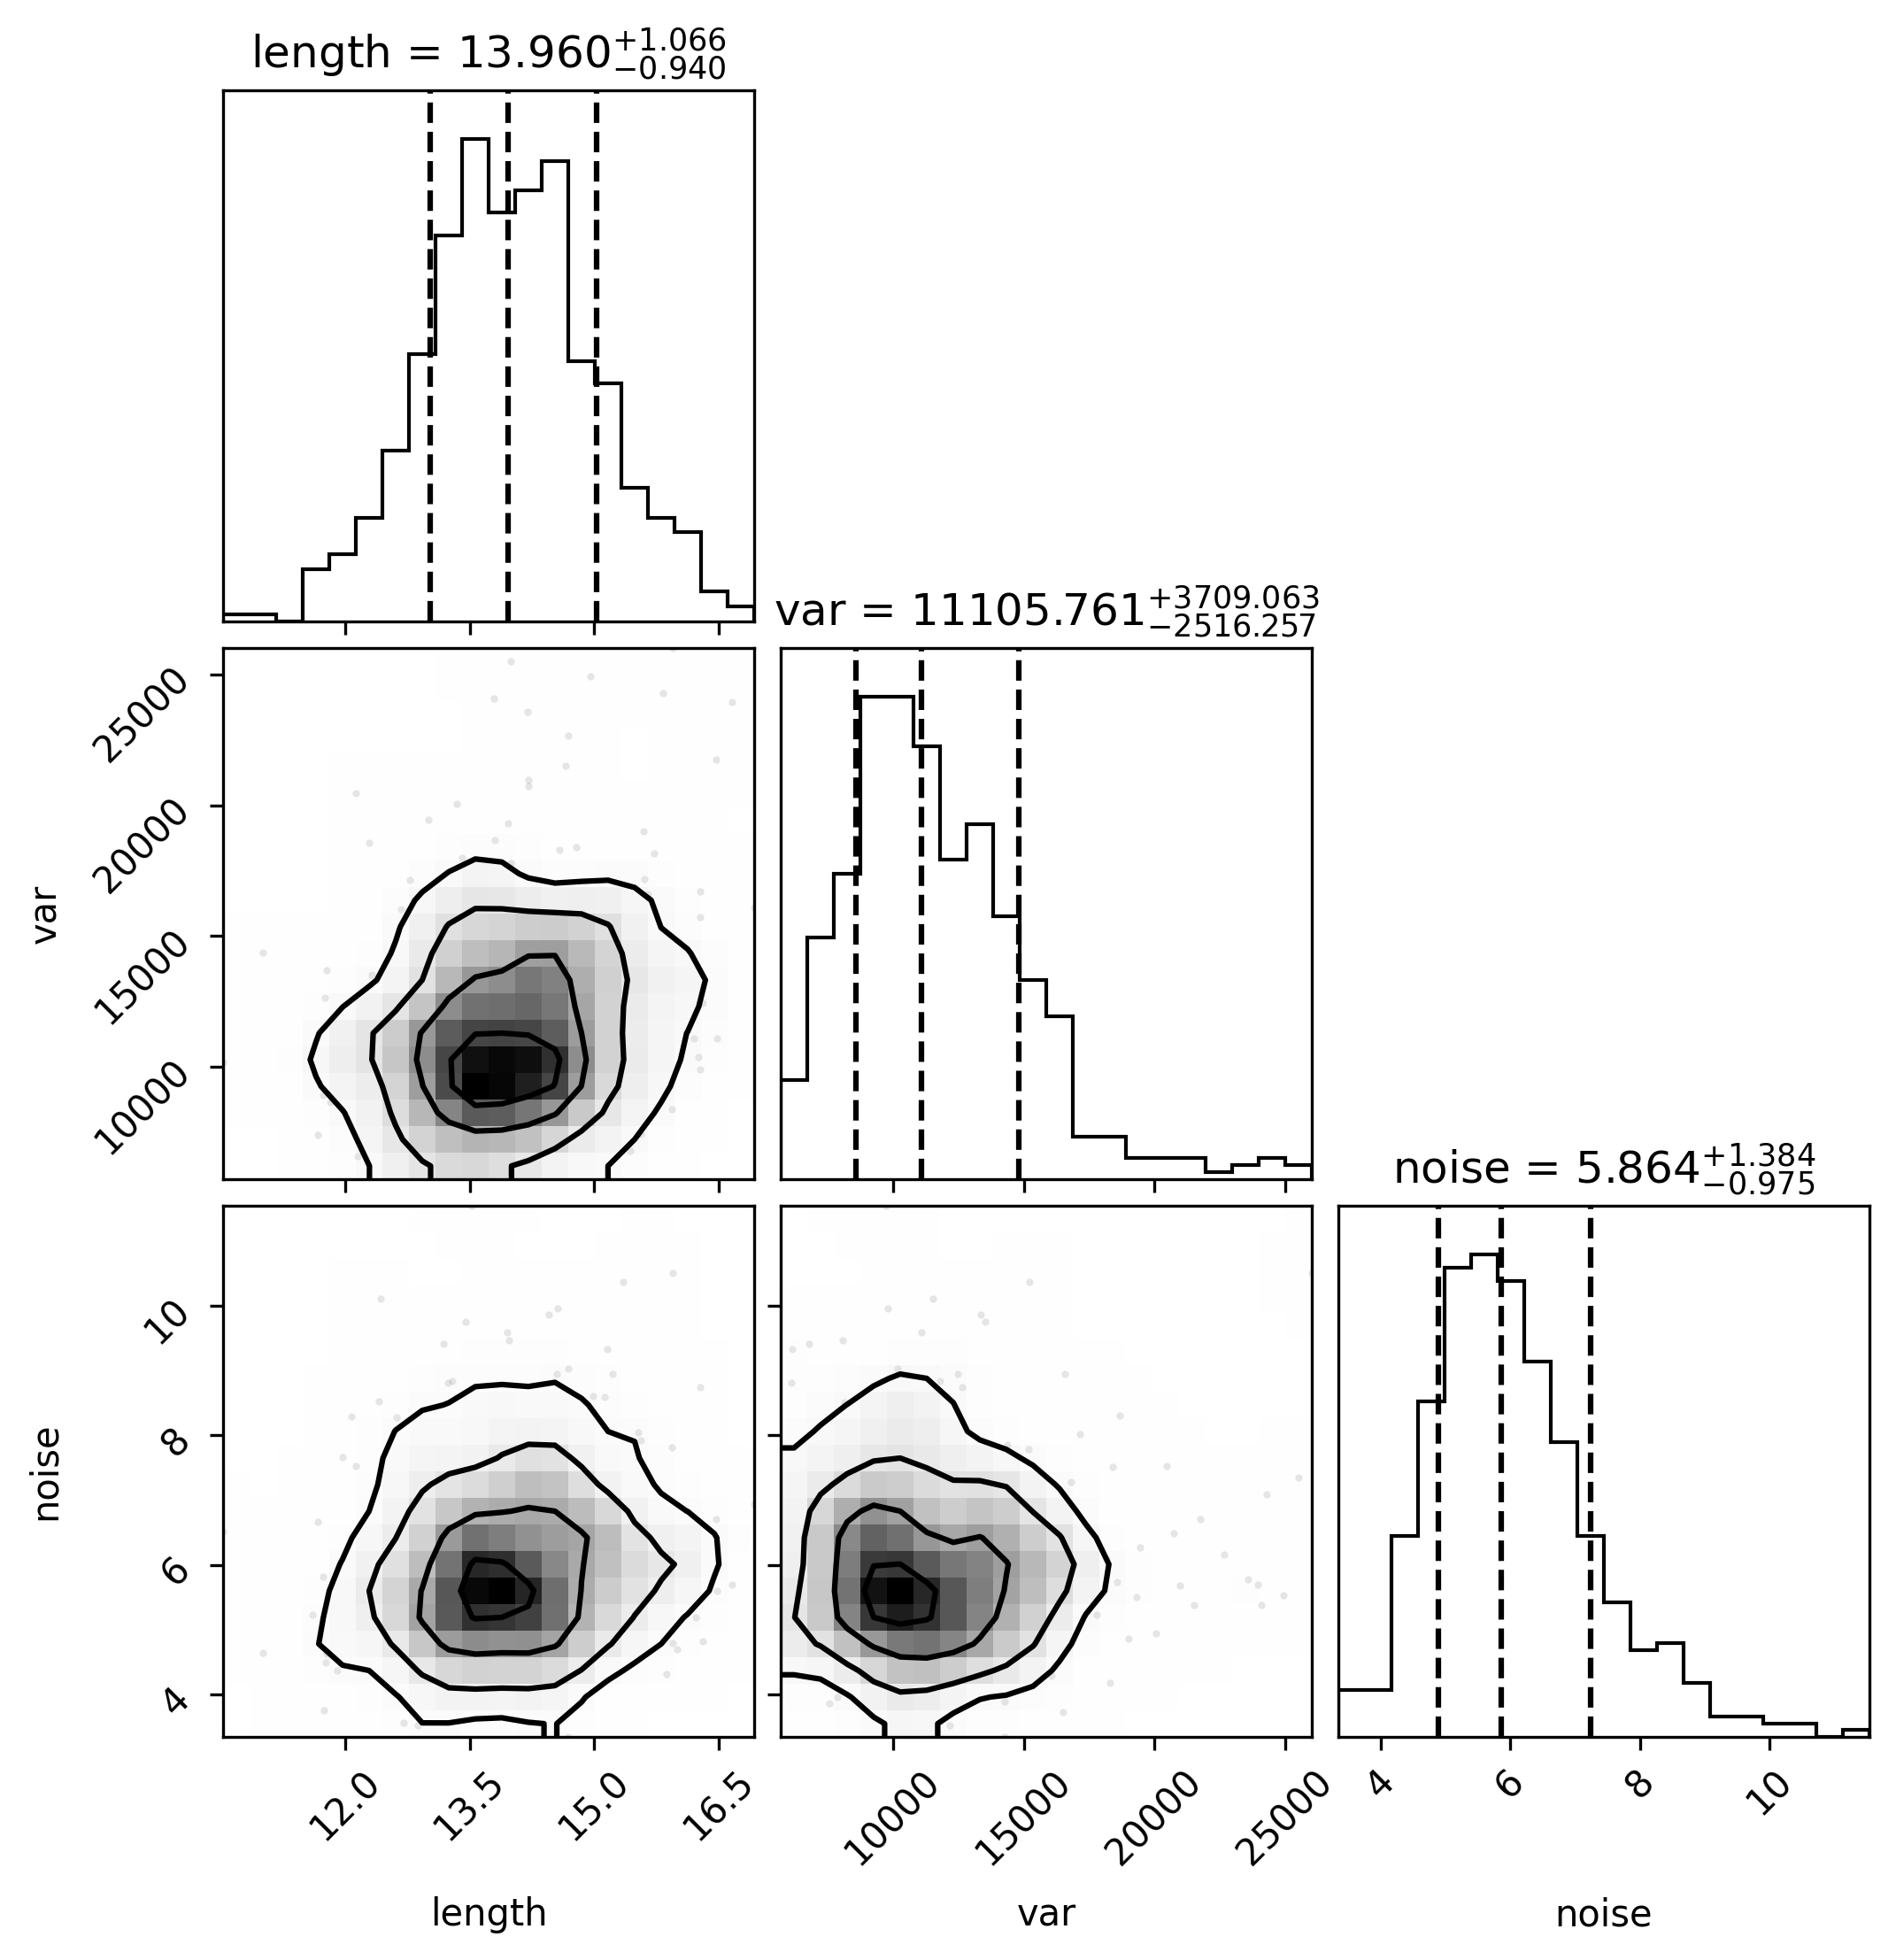 length = 13.960 +1.066 −0.940
var = 11105.761 +3709.063 −2516.257
25000
20000
15000
10000
var
noise = 5.864 +1.384 −0.975
10
8
6
4
noise
12.0 13.5 15.0 16.5
10000 15000 20000 25000
4 6 8 10
length var noise